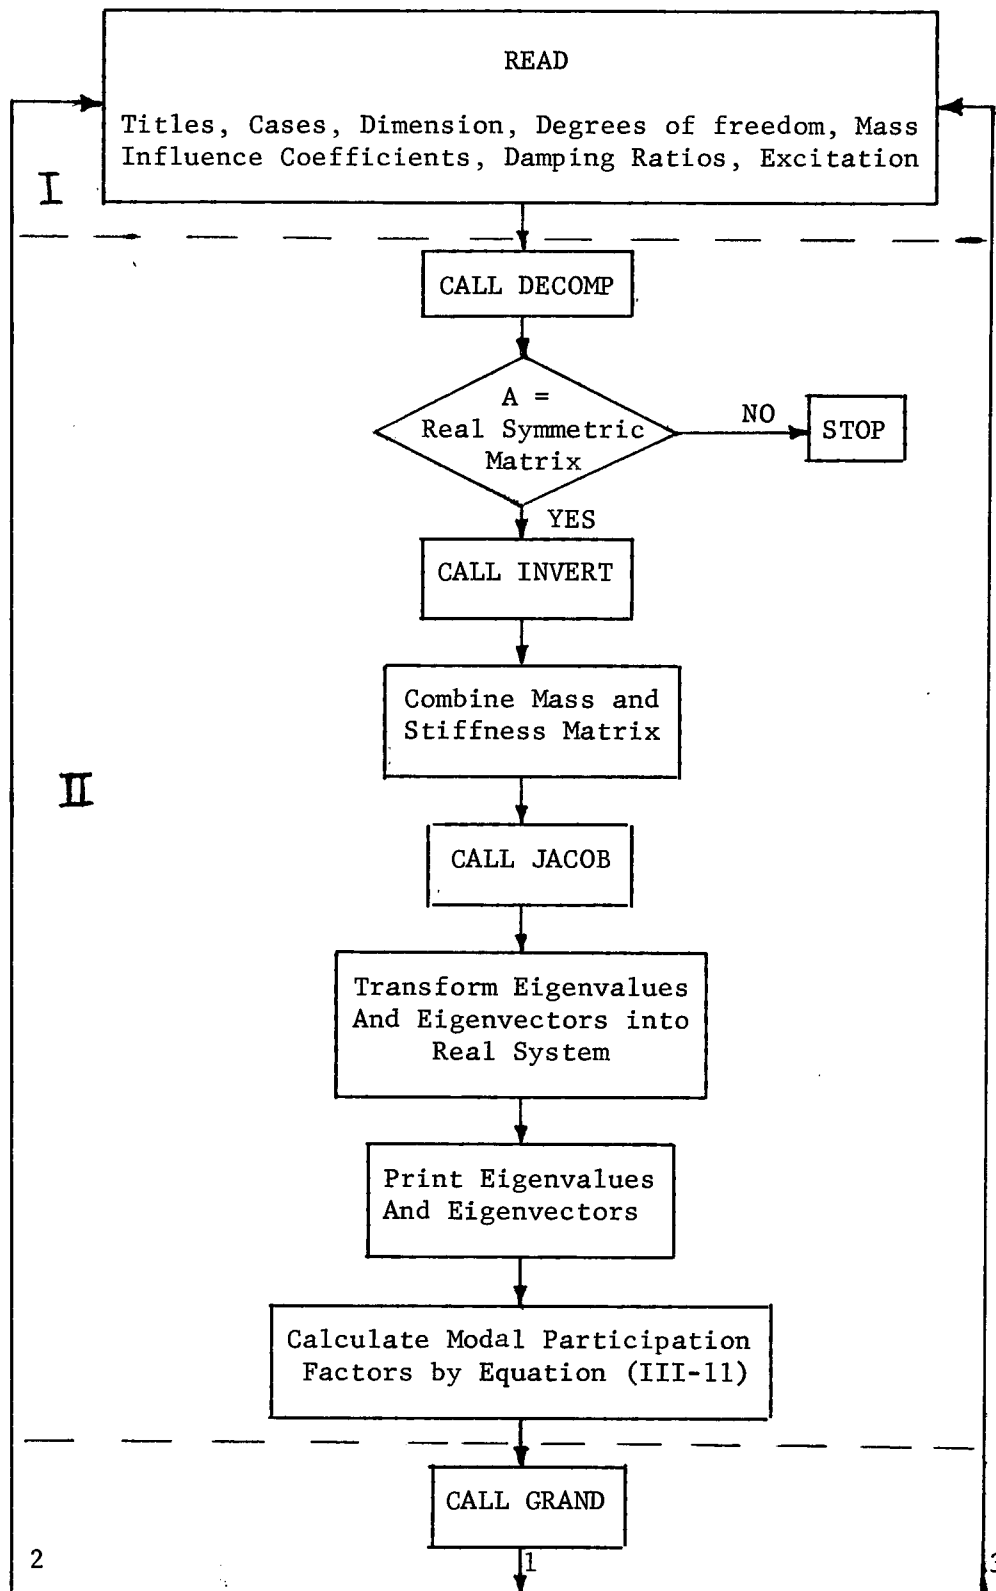 READ
Titles, Cases, Dimension, Degrees of freedom, Mass
Influence Coefficients, Damping Ratios, Excitation
I
CALL DECOMP
A =
Real Symmetric
Matrix
NO
STOP
YES
CALL INVERT
Combine Mass and
Stiffness Matrix
II
CALL JACOB
Transform Eigenvalues
And Eigenvectors into
Real System
Print Eigenvalues
And Eigenvectors
Calculate Modal Participation
Factors by Equation (III-11)
CALL GRAND
2
1
3